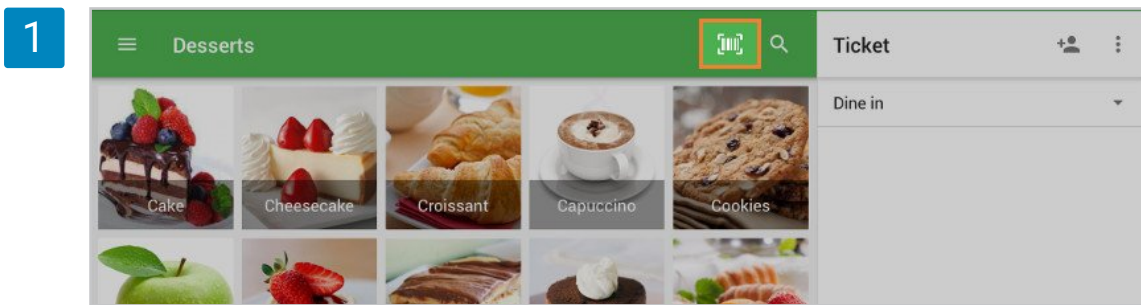 1
Desserts
Ticket
Dine in
Cake
Cheesecake
Croissant
Capuccino
Cookies